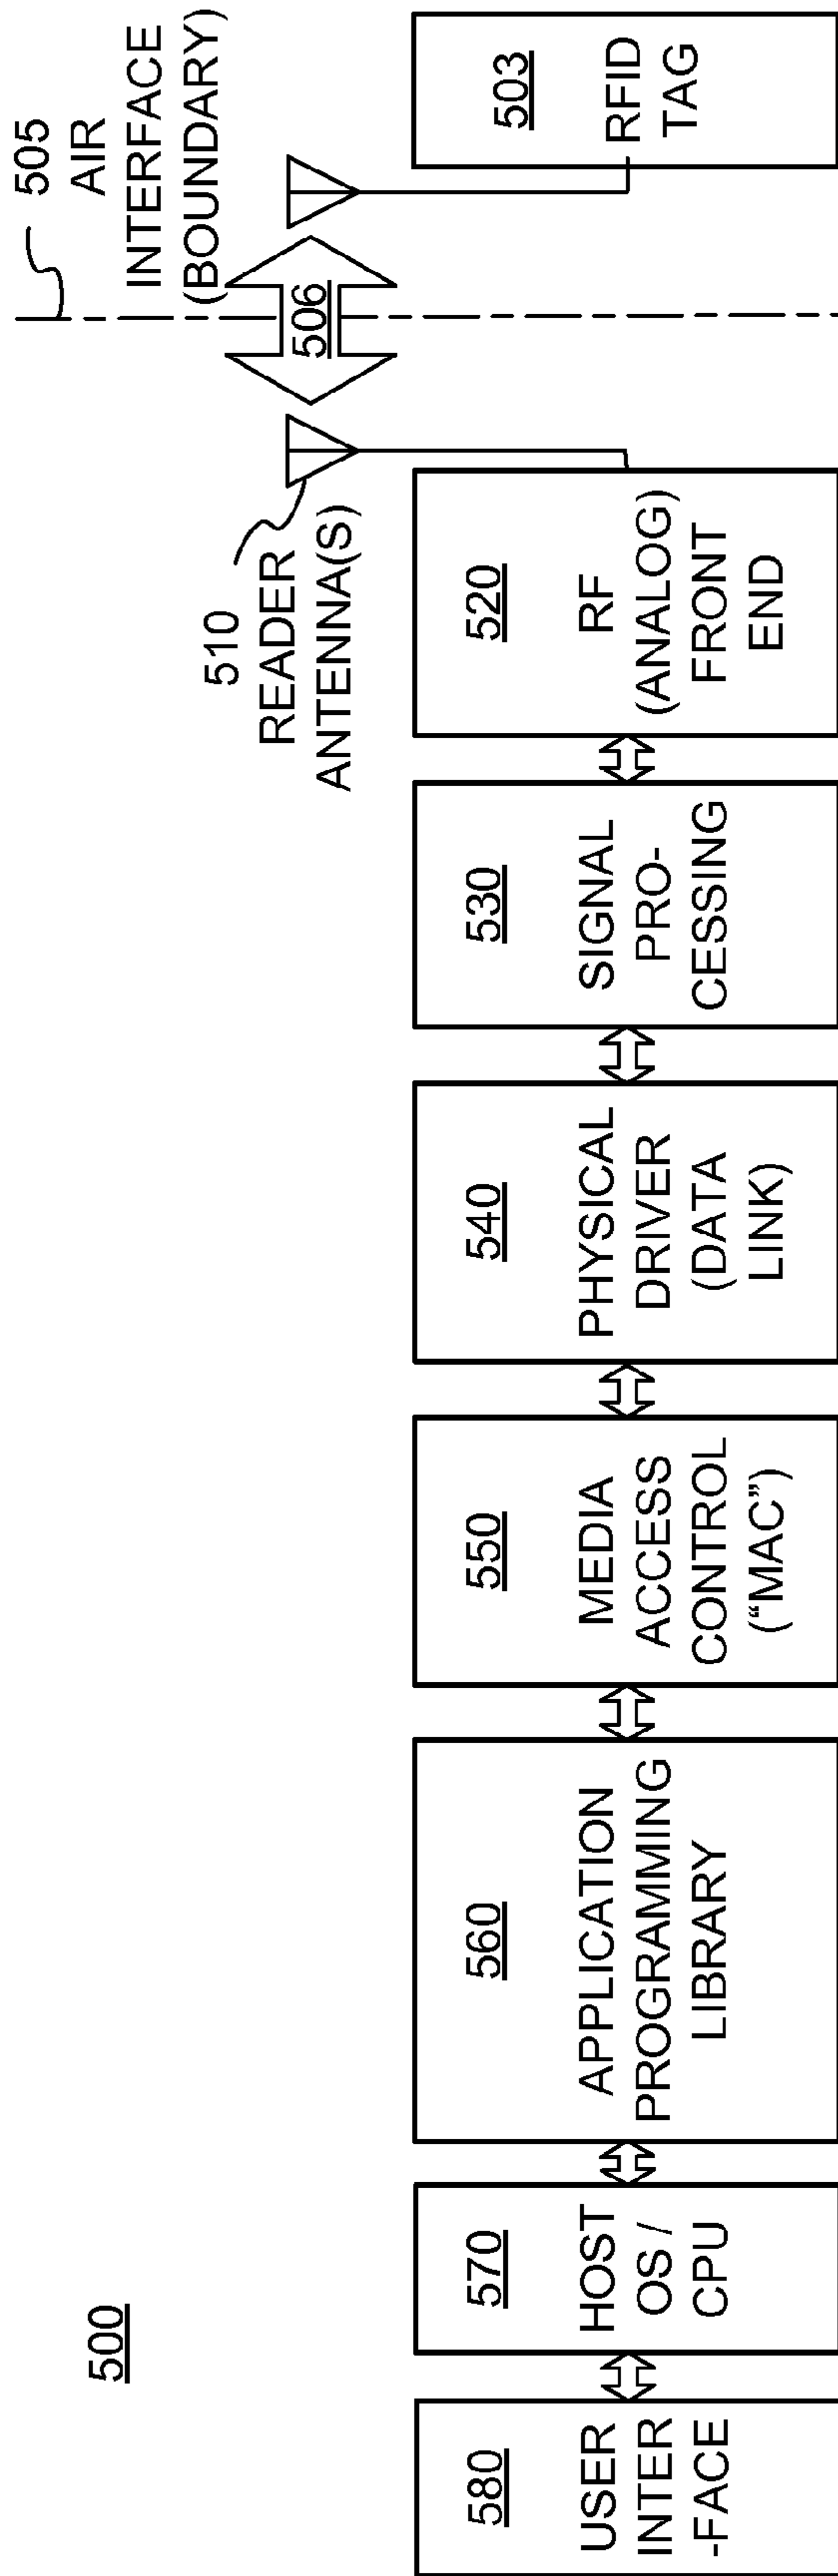 500
505
AIR
INTERFACE
(BOUNDARY)
506
510
READER
ANTENNA(S)
580
USER
INTER
-FACE
570
HOST
OS /
CPU
560
APPLICATION
PROGRAMMING
LIBRARY
550
MEDIA
ACCESS
CONTROL
(“MAC”)
540
PHYSICAL
DRIVER
(DATA
LINK)
530
SIGNAL
PRO-
CESSING
520
RF
(ANALOG)
FRONT
END
503
RFID
TAG